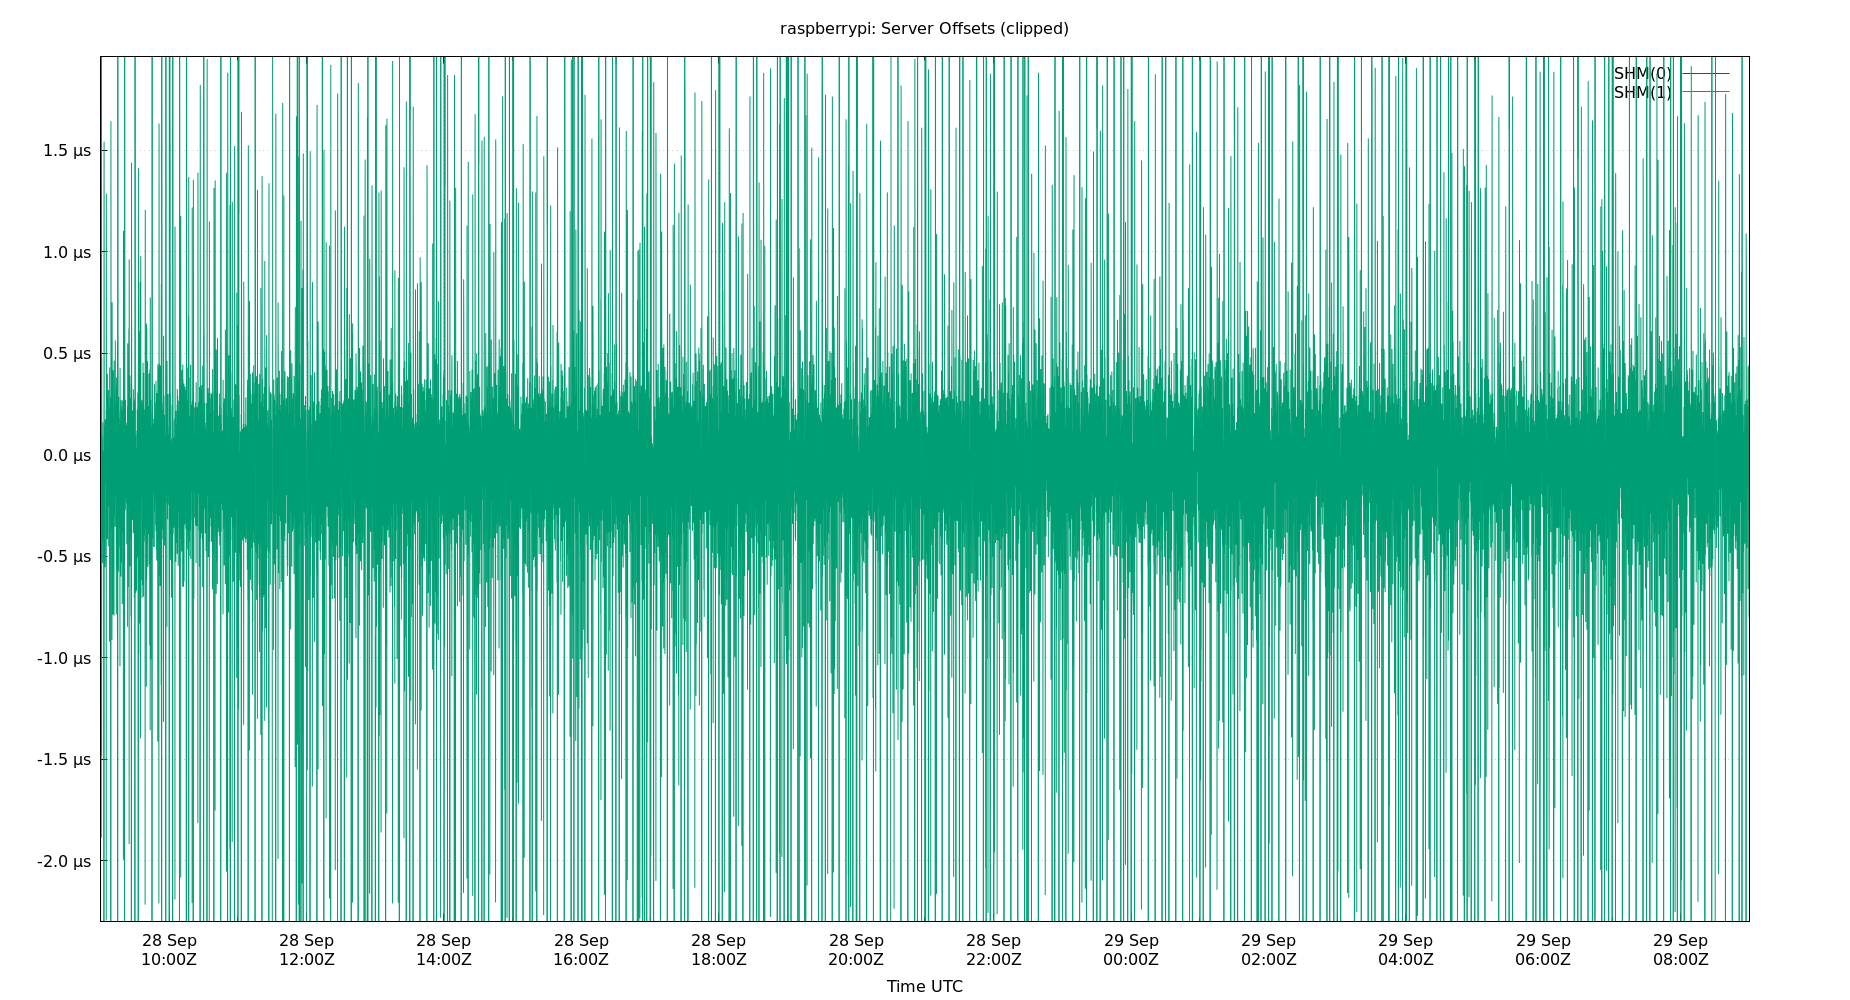 raspberrypi: Server Offsets (clipped)
SHM(0)
SHM(1)
1.5 µs
1.0 µs
0.5 µs
0.0 µs
-0.5 µs
-1.0 µs
-1.5 µs
-2.0 µs
28 Sep 28 Sep 28 Sep 28 Sep 28 Sep 28 Sep 28 Sep 29 Sep 29 Sep 29 Sep 29 Sep 29 Sep
10:00Z 12:00Z 14:00Z 16:00Z 18:00Z 20:00Z 22:00Z 00:00Z 02:00Z 04:00Z 06:00Z 08:00Z
Time UTC